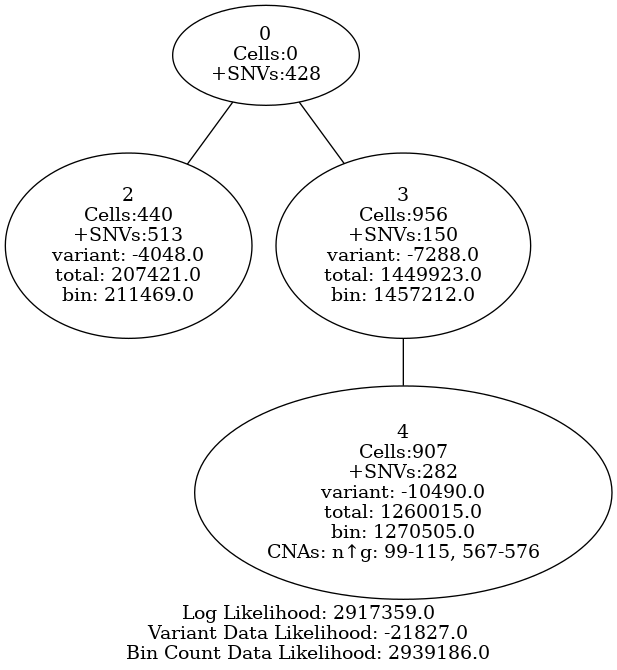 0
Cells:0
+SNVs:428
2
Cells:440
+SNVs:513
variant: -4048.0
total: 207421.0
bin: 211469.0
3
Cells:956
+SNVs:150
variant: -7288.0
total: 1449923.0
bin: 1457212.0
4
Cells:907
+SNVs:282
variant: -10490.0
total: 1260015.0
bin: 1270505.0
CNAs: n↑g: 99-115, 567-576
Log Likelihood: 2917359.0
Variant Data Likelihood: -21827.0
Bin Count Data Likelihood: 2939186.0